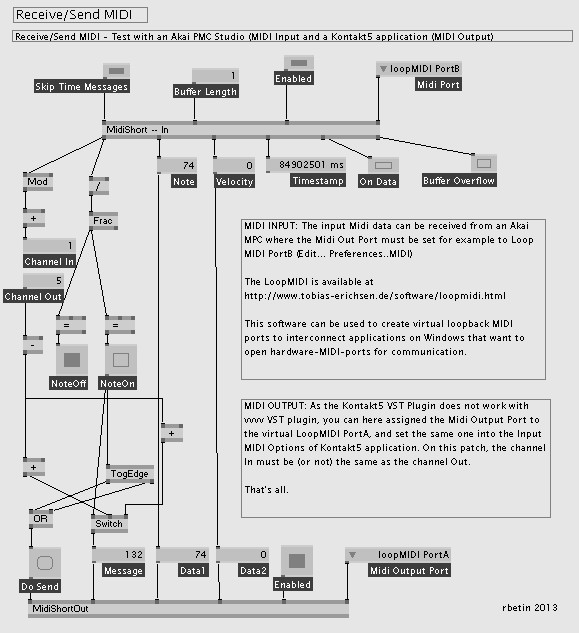 Receive/Send MIDI
Receive/Send MIDI - Test with an Akai PMC Studio (MIDI Input and a Kontakt5 application (MIDI Output)
Skip Time Messages
1
Buffer Length
Enabled
loopMIDI PortB
Midi Port
MidiShort -- In
Mod
/
74
Note
0
Velocity
84902501 ms
Timestamp
On Data
Buffer Overflow
+
Frac
1
Channel In
5
Channel Out
=
=
-
NoteOff
NoteOn
MIDI INPUT: The input Midi data can be received from an Akai
MPC where the Midi Out Port must be set for example to Loop
MIDI PortB (Edit... Preferences..MIDI)
The LoopMIDI is available at
http://www.tobias-erichsen.de/software/loopmidi.html
This software can be used to create virtual loopback MIDI
ports to interconnect applications on Windows that want to
open hardware-MIDI-ports for communication.
MIDI OUTPUT: As the Kontakt5 VST Plugin does not work with
vvvv VST plugin, you can here assigned the Midi Output Port to
the virtual LoopMIDI PortA, and set the same one into the Input
MIDI Options of Kontakt5 application. On this patch, the channel
In must be (or not) the same as the channel Out.
That's all.
+
+
TogEdge
OR
Switch
Do Send
132
Message
74
Data1
0
Data2
Enabled
loopMIDI PortA
Midi Output Port
MidiShortOut
rbetin 2013